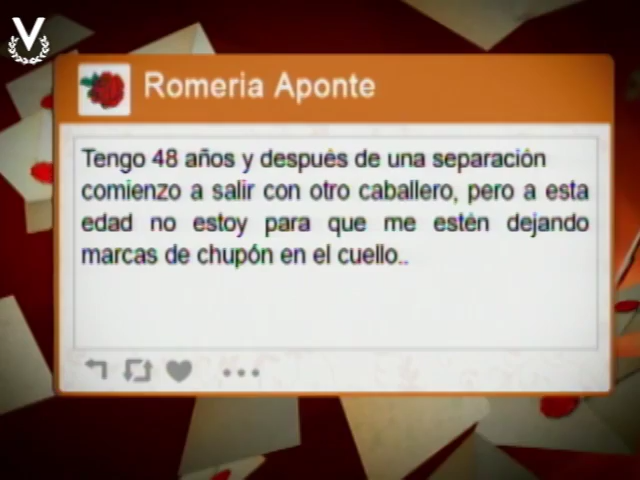 V
Romeria Aponte
Tengo 48 años y después de una separación
comienzo a salir con otro caballero, pero a esta
edad no estoy para que me estén dejando
marcas de chupón en el cuello..